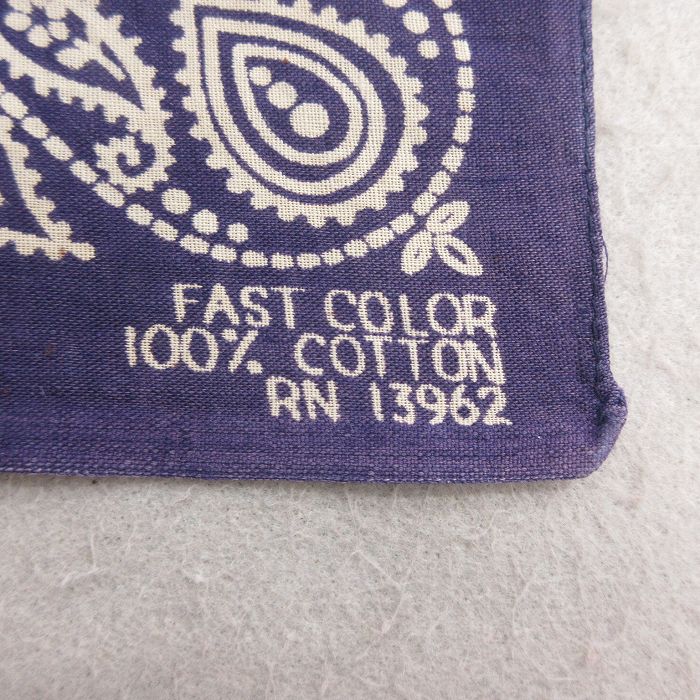 FAST COLOR
100% COTTON
RN 13962